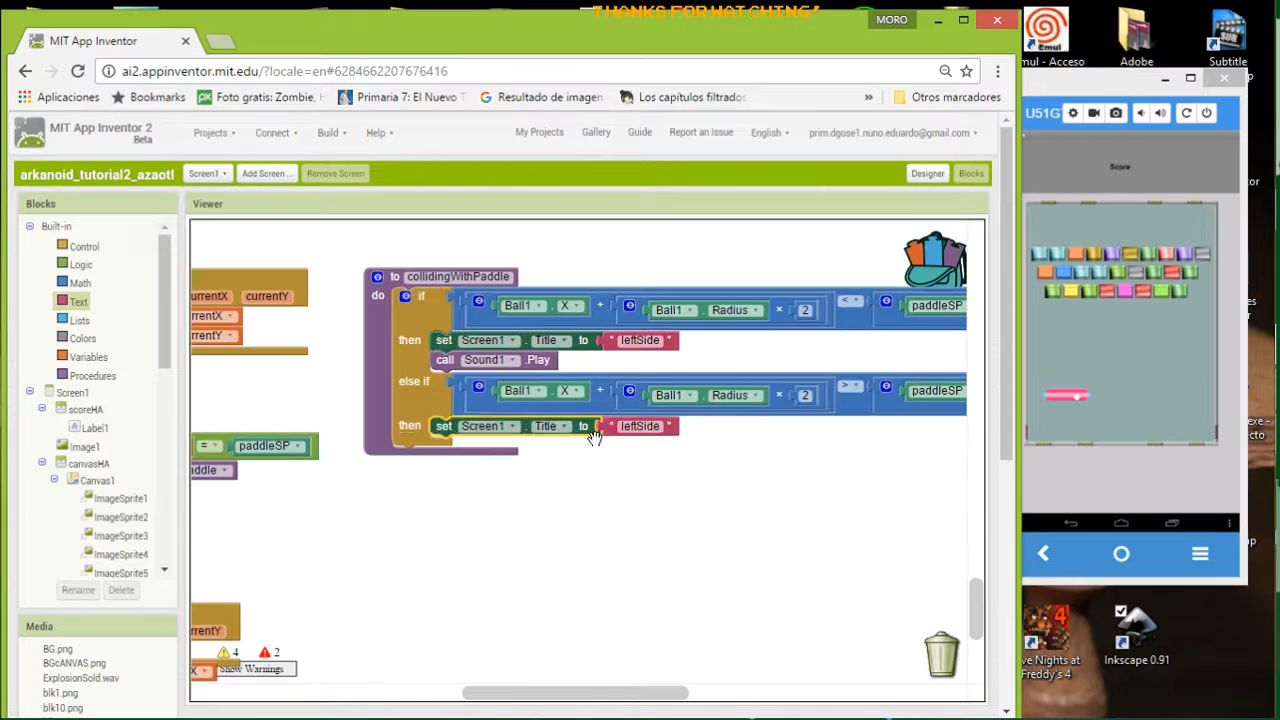 THANKS FOR WATCHING!
MORO
MIT App Inventor
ai2.appinventor.mit.edu/?locale=en#6284662207676416
Aplicaciones
Bookmarks
Foto gratis: Zombie,
Primaria 7: El Nuevo T
Resultado de imagen
Los capítulos filtrados
»
Otros marcadores
MIT App Inventor 2
Beta
Projects
Connect
Build
Help
My Projects
Gallery
Guide
Report an Issue
English
prim.dgose1.nuno.eduardo@gmail.com
arkanoid_tutorial2_azaotl
Screen1
Add Screen ...
Remove Screen
Designer
Blocks
Blocks
Viewer
Built-in
Control
Logic
Math
Text
Lists
Colors
Variables
Procedures
Screen1
scoreHA
Label1
Image1
canvasHA
Canvas1
ImageSprite1
ImageSprite2
ImageSprite3
ImageSprite4
ImageSprite5
Rename
Delete
Media
BG.png
BGcANVAS.png
ExplosionSold.wav
blk1.png
blk10.png
urrentX
currentY
rrentX
rrentY
= paddleSP
addle
rrentY
X
4
2
Show Warnings
to collidingWithPaddle
do if Ball1 . X + Ball1 . Radius × 2 < paddleSP
then set Screen1 . Title to " leftSide "
call Sound1 .Play
else if Ball1 . X + Ball1 . Radius × 2 > paddleSP
then set Screen1 . Title to " leftSide "
Emul - Acceso
Adobe
Subtitle
U51G
Score
ve Nights at
Freddy's 4
Inkscape 0.91